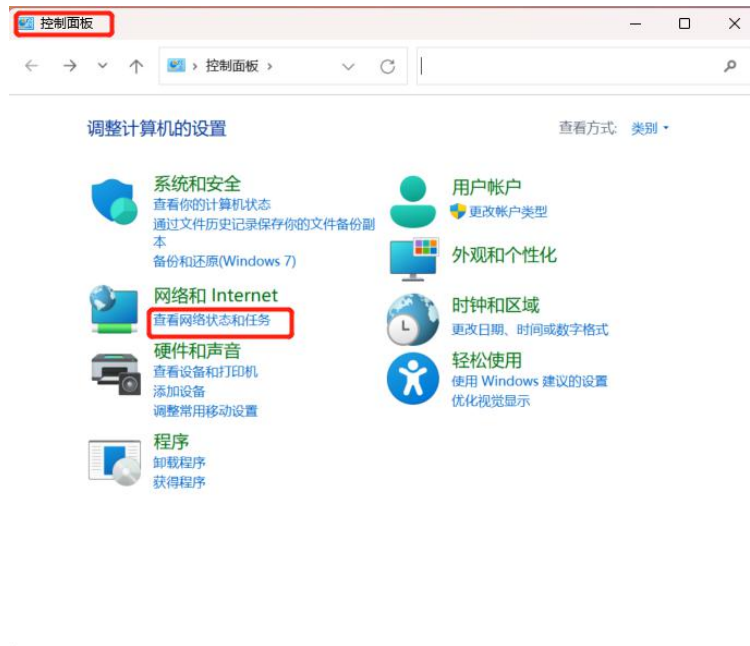 控制面板
控制面板
调整计算机的设置
查看方式: 类别
系统和安全
查看你的计算机状态
通过文件历史记录保存你的文件备份副
本
备份和还原(Windows 7)
网络和 Internet
查看网络状态和任务
硬件和声音
查看设备和打印机
添加设备
调整常用移动设置
程序
卸载程序
获得程序
用户帐户
更改帐户类型
外观和个性化
时钟和区域
更改日期、时间或数字格式
轻松使用
使用 Windows 建议的设置
优化视觉显示